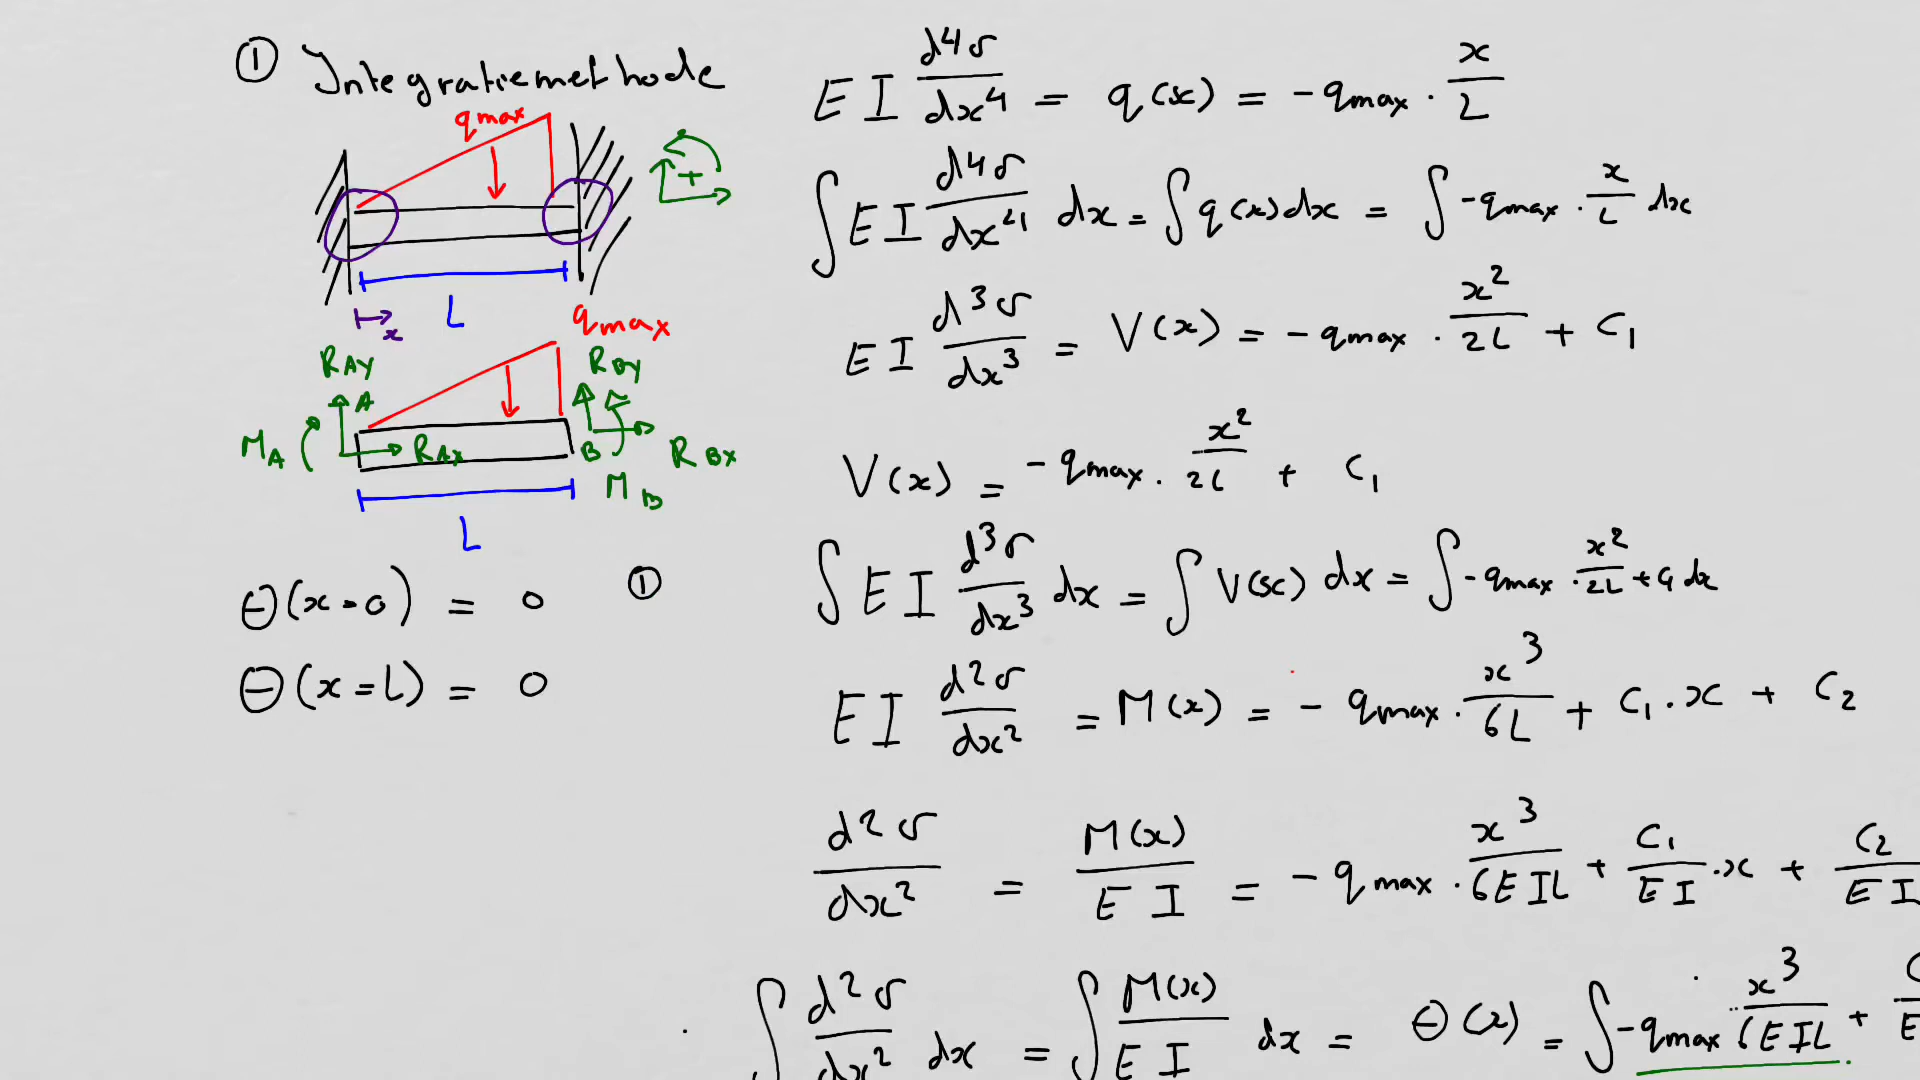 ① Integratiemethode
qmax
+
L
x
qmax
RAY
RBY
A
MA
RAX
B
RBX
MB
L
θ(x=0) = 0 ①
θ(x=L) = 0
EI d⁴v/dx⁴ = q(x) = -qmax · x/L
∫ EI d⁴v/dx⁴ dx = ∫ q(x) dx = ∫ -qmax · x/L dx
EI d³v/dx³ = V(x) = -qmax · x²/2L + C₁
V(x) = -qmax · x²/2L + C₁
∫ EI d³v/dx³ dx = ∫ V(x) dx = ∫ -qmax · x²/2L + C₁ dx
EI d²v/dx² = M(x) = -qmax · x³/6L + C₁ · x + C₂
d²v/dx² = M(x)/EI = -qmax · x³/6EIL + C₁/EI · x + C₂/EI
∫ d²v/dx² dx = ∫ M(x)/EI dx = θ(x) = ∫ -qmax x³/6EIL + C/E